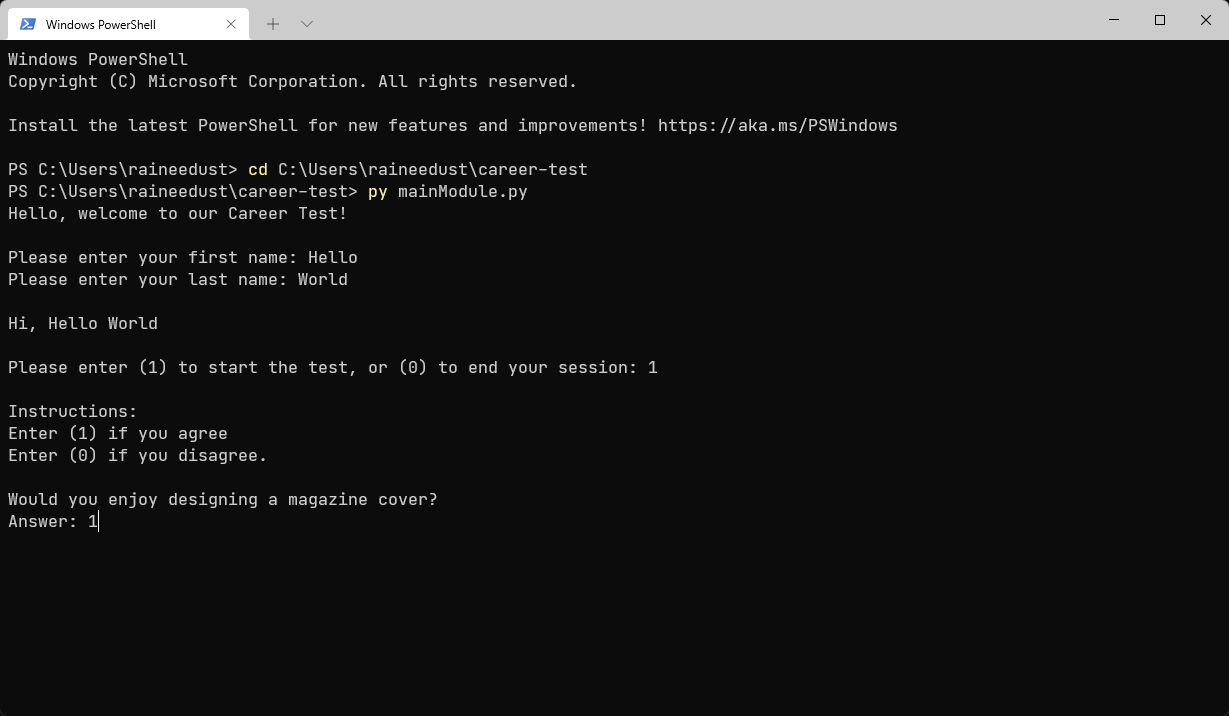 Windows PowerShell
Windows PowerShell
Copyright (C) Microsoft Corporation. All rights reserved.
Install the latest PowerShell for new features and improvements! https://aka.ms/PSWindows
PS C:\Users\raineedust> cd C:\Users\raineedust\career-test
PS C:\Users\raineedust\career-test> py mainModule.py
Hello, welcome to our Career Test!
Please enter your first name: Hello
Please enter your last name: World
Hi, Hello World
Please enter (1) to start the test, or (0) to end your session: 1
Instructions:
Enter (1) if you agree
Enter (0) if you disagree.
Would you enjoy designing a magazine cover?
Answer: 1